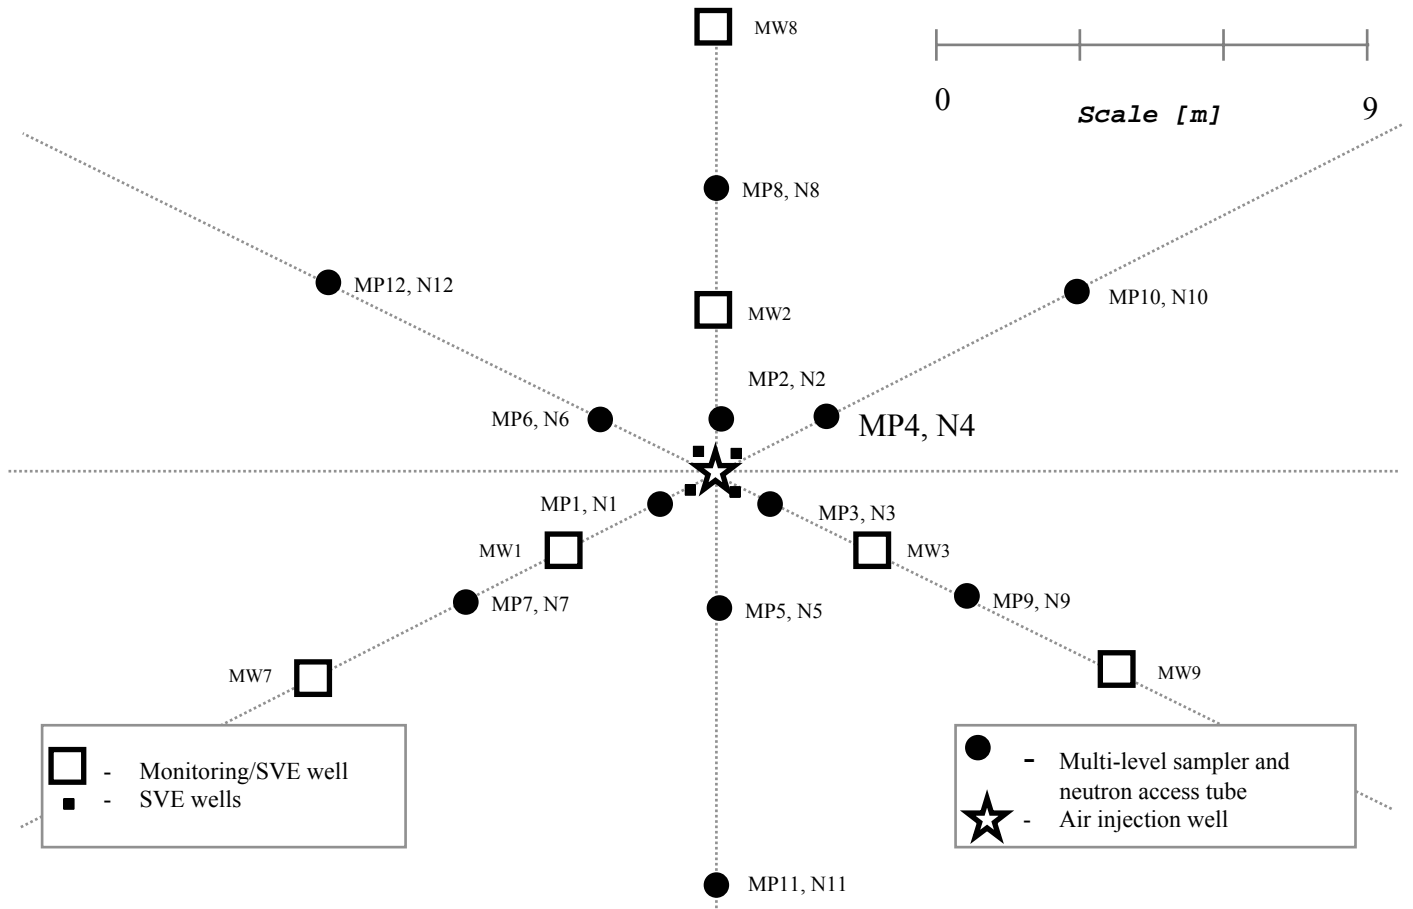 MW8
0
9
Scale [m]
MP8, N8
MP12, N12
MP10, N10
MW2
MP2, N2
MP6, N6
MP4, N4
MP1, N1
MP3, N3
MW1
MW3
MP7, N7
MP5, N5
MP9, N9
MW7
MW9
- Monitoring/SVE well
- SVE wells
- Multi-level sampler and
neutron access tube
- Air injection well
MP11, N11